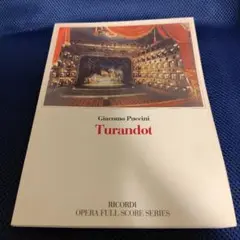 Giacomo Puccini
Turandot
RICORDI
OPERA FULL SCORE SERIES